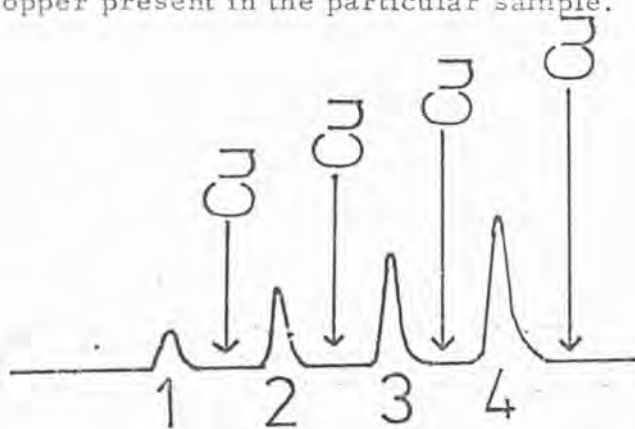 opper present in the particular sample.
Cu Cu Cu Cu
1 2 3 4